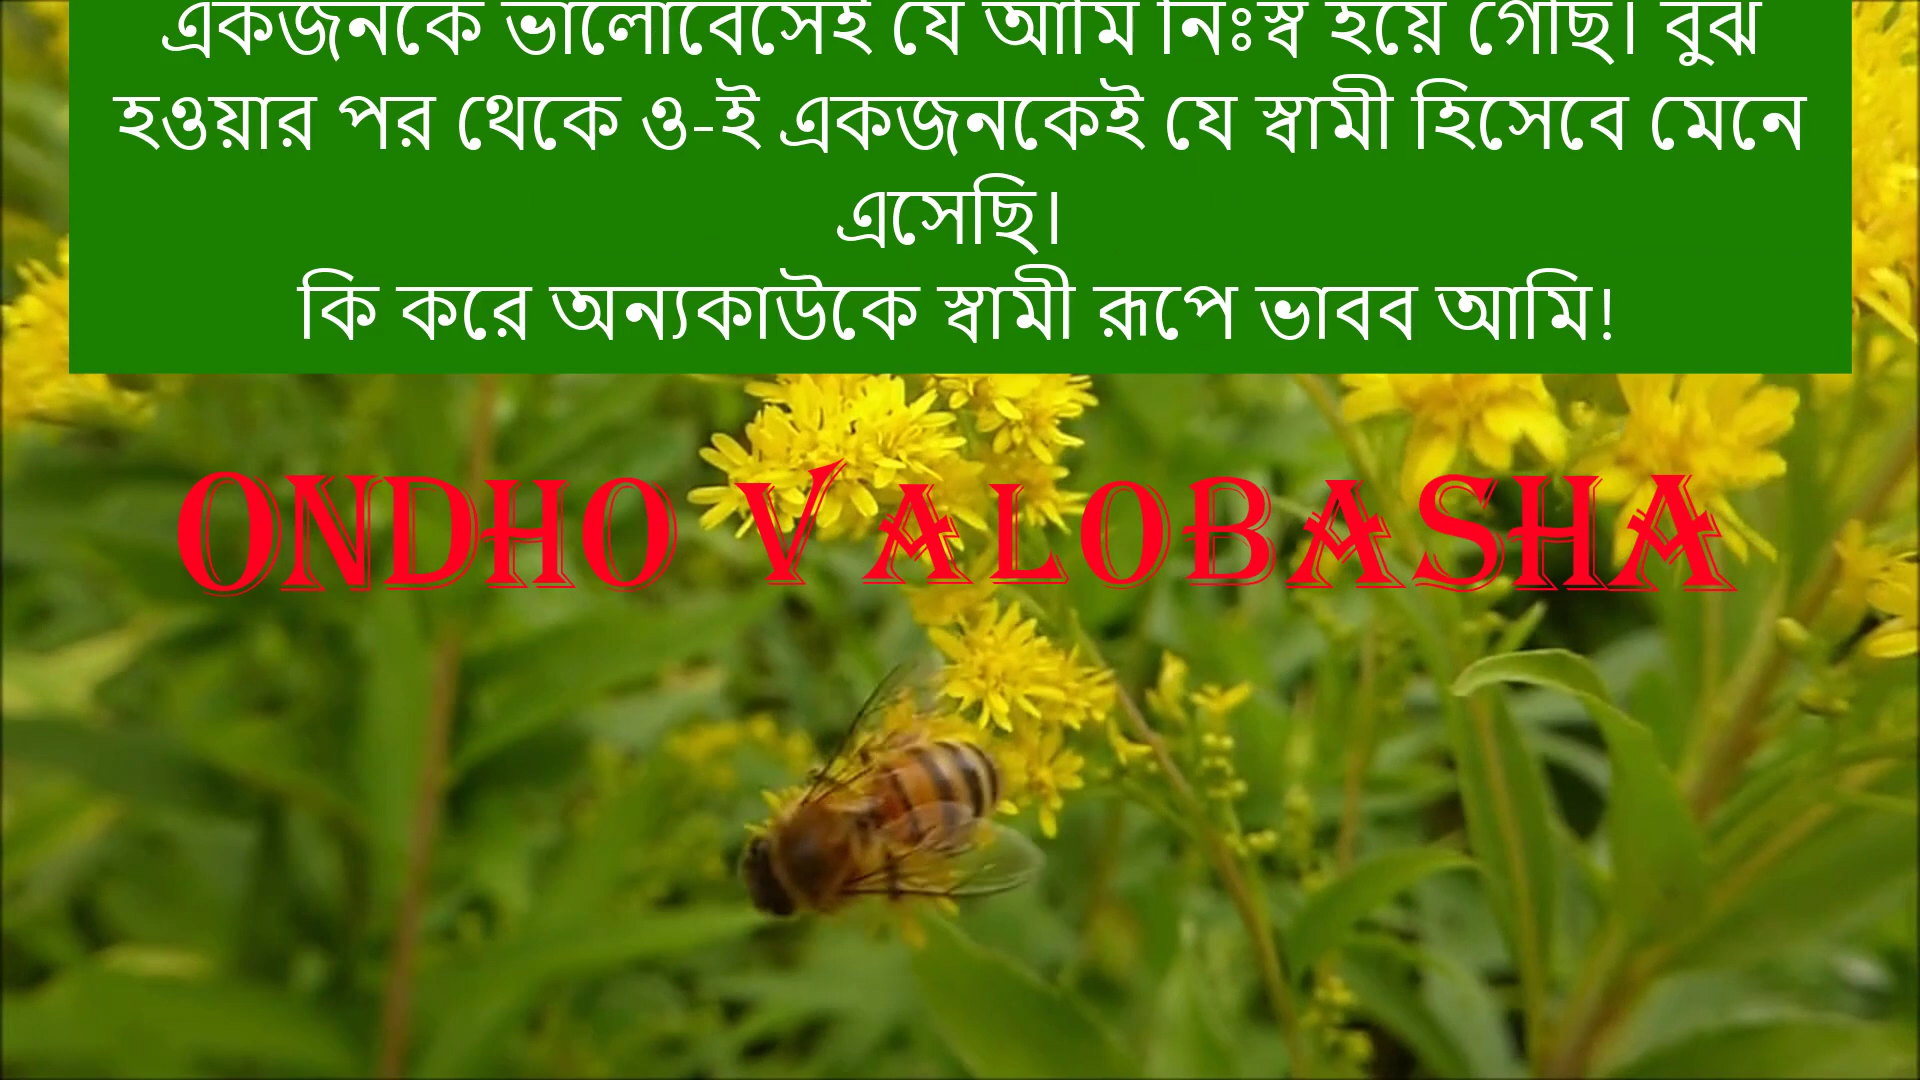 একজনকে ভালোবেসেই যে আমি নিঃস্ব হয়ে গেছি। বুঝ
হওয়ার পর থেকে ও-ই একজনকেই যে স্বামী হিসেবে মেনে
এসেছি।
কি করে অন্যকাউকে স্বামী রূপে ভাবব আমি!
ONDHO VALOBASHA